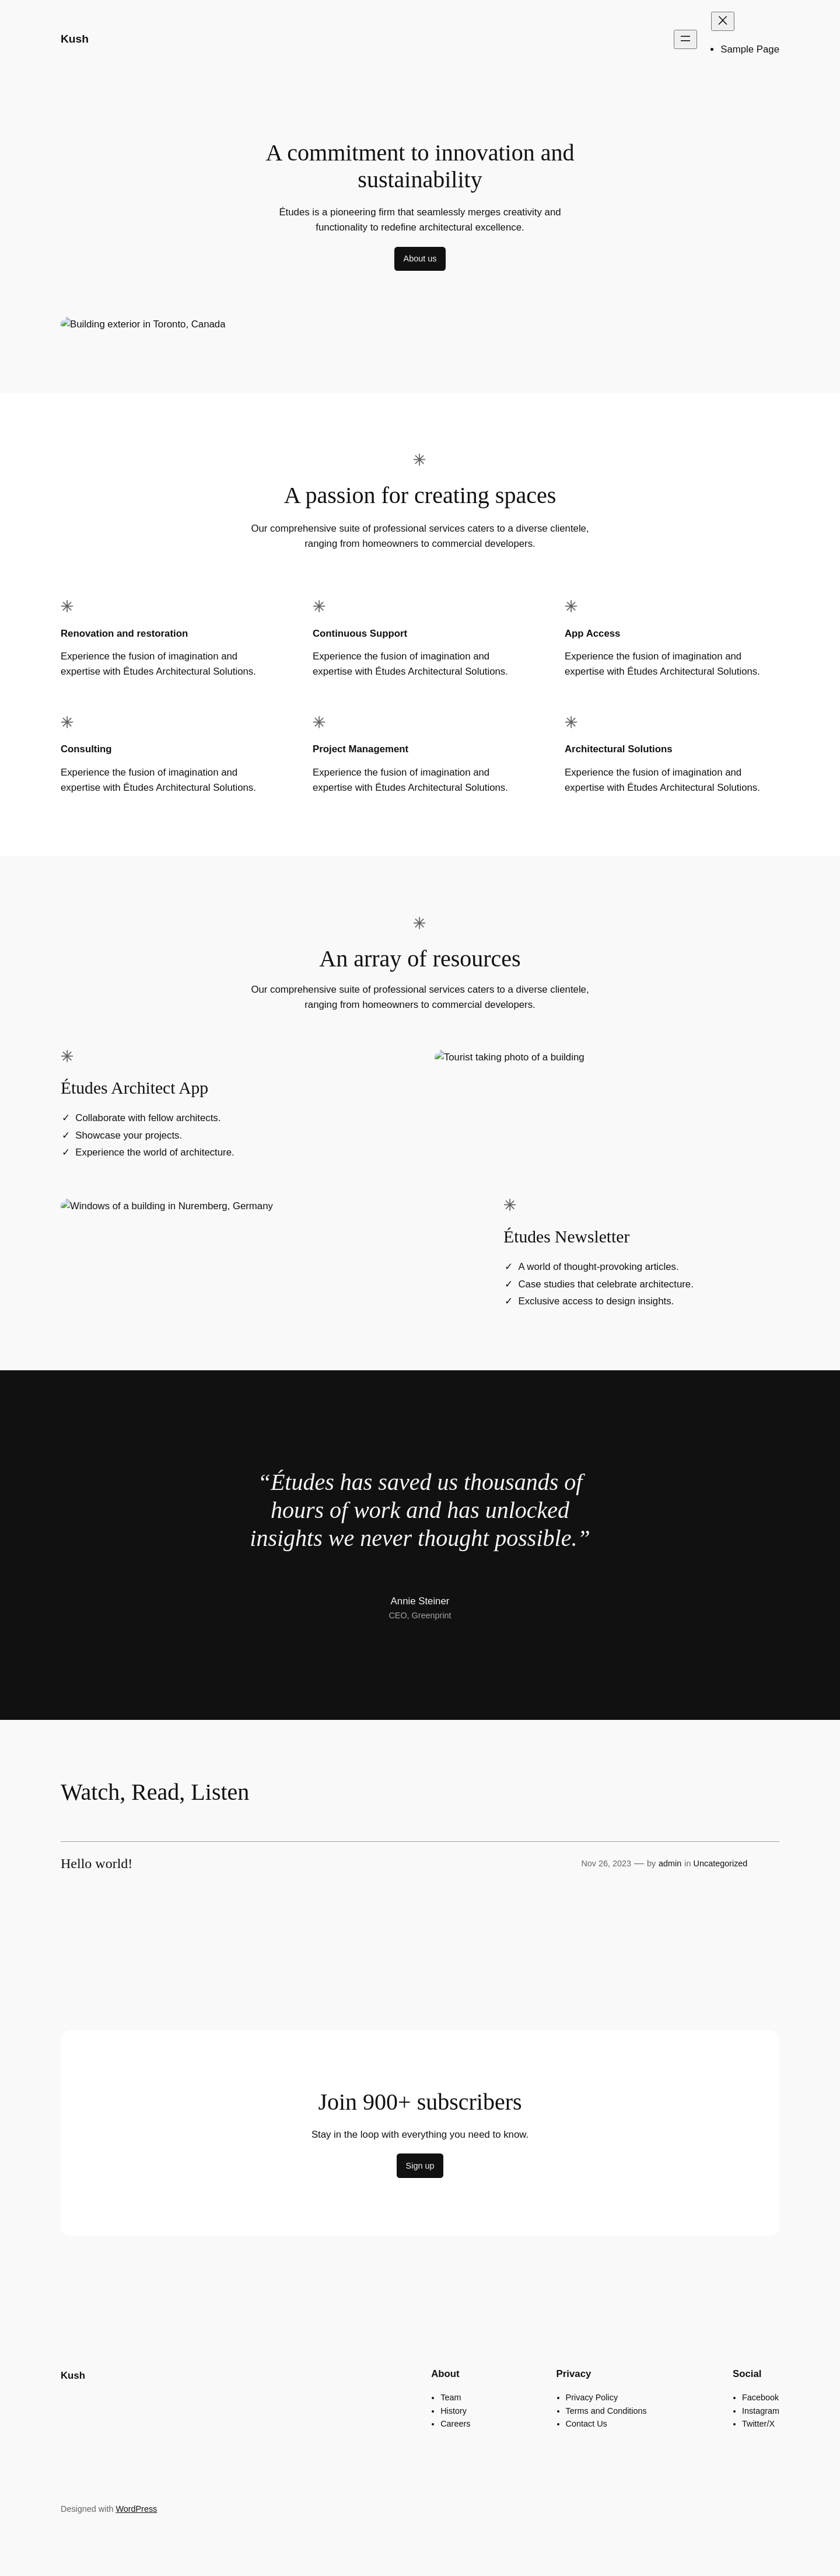 Kush
Sample Page
A commitment to innovation and
sustainability
Études is a pioneering firm that seamlessly merges creativity and
functionality to redefine architectural excellence.
About us
Building exterior in Toronto, Canada
A passion for creating spaces
Our comprehensive suite of professional services caters to a diverse clientele,
ranging from homeowners to commercial developers.
Renovation and restoration
Experience the fusion of imagination and
expertise with Études Architectural Solutions.
Continuous Support
Experience the fusion of imagination and
expertise with Études Architectural Solutions.
App Access
Experience the fusion of imagination and
expertise with Études Architectural Solutions.
Consulting
Experience the fusion of imagination and
expertise with Études Architectural Solutions.
Project Management
Experience the fusion of imagination and
expertise with Études Architectural Solutions.
Architectural Solutions
Experience the fusion of imagination and
expertise with Études Architectural Solutions.
An array of resources
Our comprehensive suite of professional services caters to a diverse clientele,
ranging from homeowners to commercial developers.
Études Architect App
✓ Collaborate with fellow architects.
✓ Showcase your projects.
✓ Experience the world of architecture.
Tourist taking photo of a building
Windows of a building in Nuremberg, Germany
Études Newsletter
✓ A world of thought-provoking articles.
✓ Case studies that celebrate architecture.
✓ Exclusive access to design insights.
“Études has saved us thousands of
hours of work and has unlocked
insights we never thought possible.”
Annie Steiner
CEO, Greenprint
Watch, Read, Listen
Hello world!
Nov 26, 2023 — by admin in Uncategorized
Join 900+ subscribers
Stay in the loop with everything you need to know.
Sign up
Kush
About
Team
History
Careers
Privacy
Privacy Policy
Terms and Conditions
Contact Us
Social
Facebook
Instagram
Twitter/X
Designed with WordPress